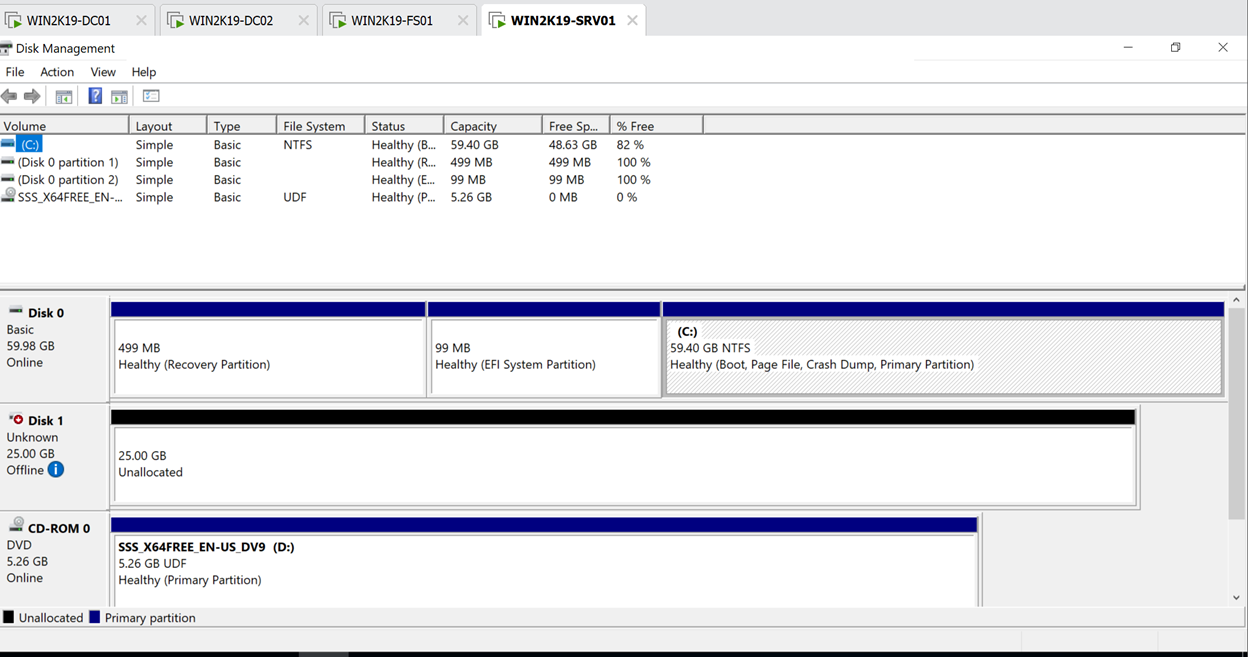 WIN2K19-DC01 WIN2K19-DC02 WIN2K19-FS01 WIN2K19-SRV01
Disk Management
File Action View Help
Volume Layout Type File System Status Capacity Free Sp... % Free
(C:) Simple Basic NTFS Healthy (B... 59.40 GB 48.63 GB 82 %
(Disk 0 partition 1) Simple Basic Healthy (R... 499 MB 499 MB 100 %
(Disk 0 partition 2) Simple Basic Healthy (E... 99 MB 99 MB 100 %
SSS_X64FREE_EN-... Simple Basic UDF Healthy (P... 5.26 GB 0 MB 0 %
Disk 0
Basic
59.98 GB
Online
499 MB
Healthy (Recovery Partition)
99 MB
Healthy (EFI System Partition)
(C:)
59.40 GB NTFS
Healthy (Boot, Page File, Crash Dump, Primary Partition)
Disk 1
Unknown
25.00 GB
Offline
25.00 GB
Unallocated
CD-ROM 0
DVD
5.26 GB
Online
SSS_X64FREE_EN-US_DV9 (D:)
5.26 GB UDF
Healthy (Primary Partition)
Unallocated Primary partition